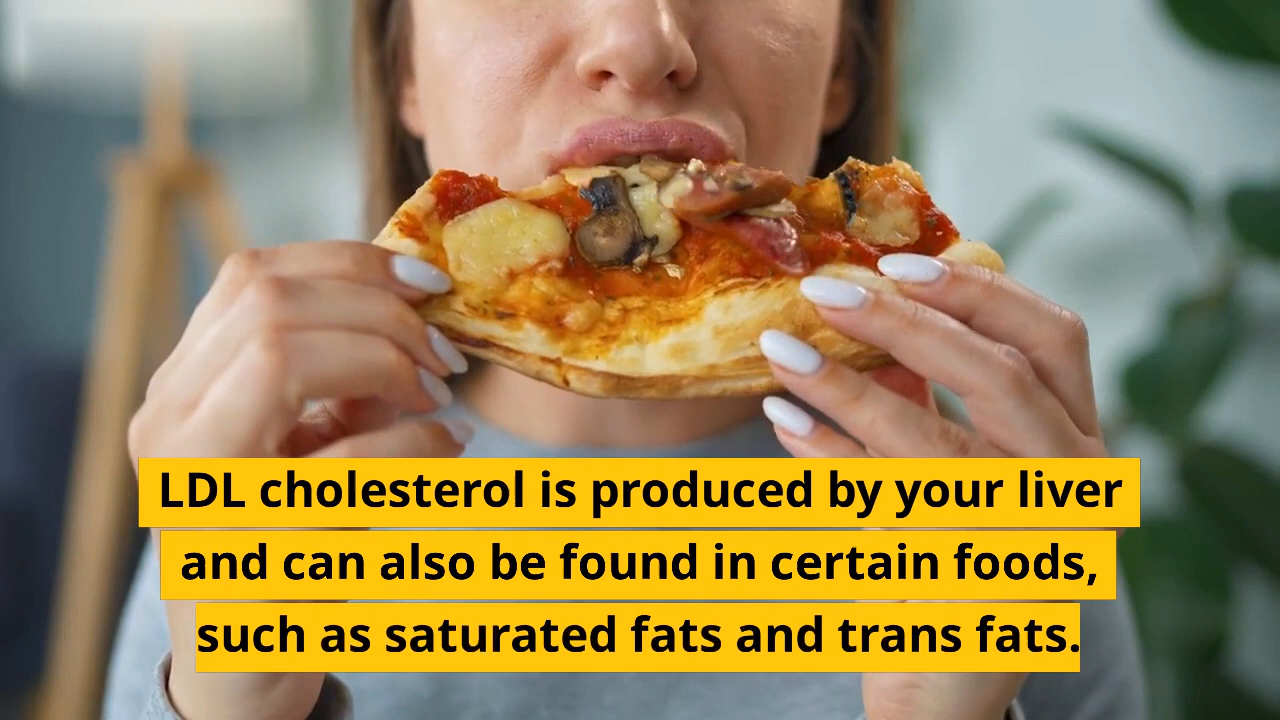 LDL cholesterol is produced by your liver
and can also be found in certain foods,
such as saturated fats and trans fats.